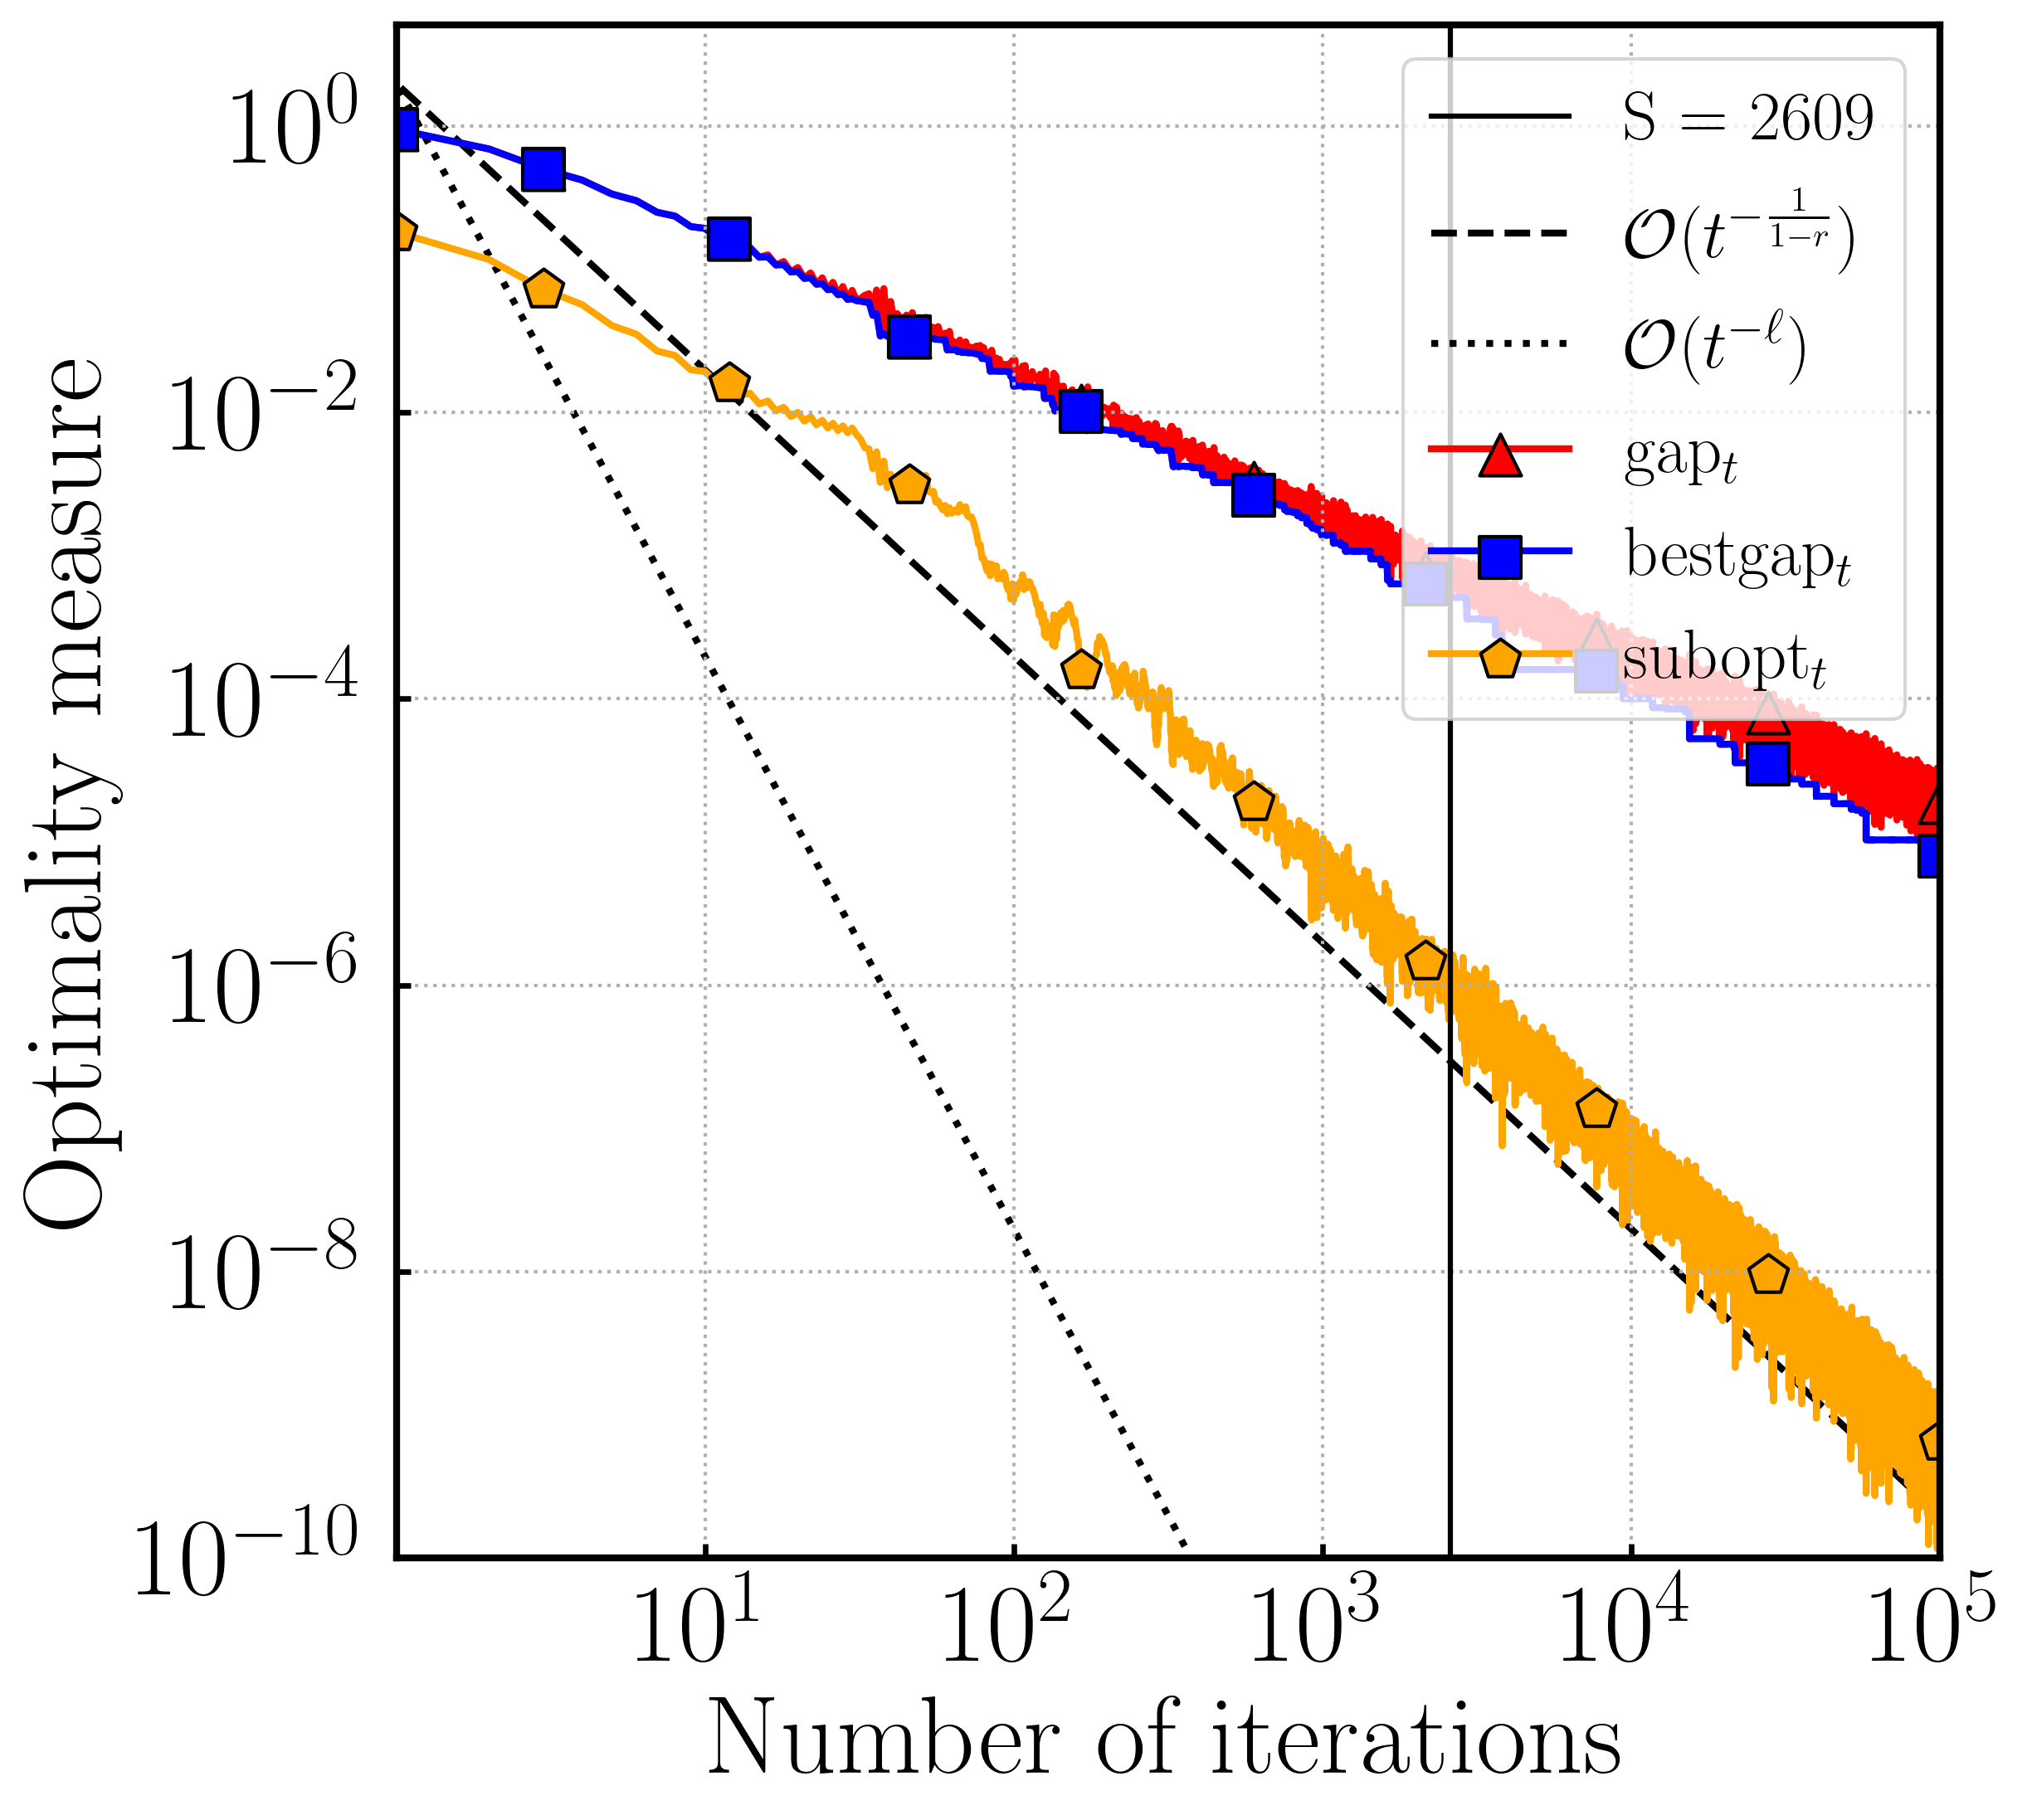 Optimality measure
10^0
10^{-2}
10^{-4}
10^{-6}
10^{-8}
10^{-10}
S = 2609
𝒪(t^{-\frac{1}{1-r}})
𝒪(t^{-ℓ})
gap_t
bestgap_t
subopt_t
10^1
10^2
10^3
10^4
10^5
Number of iterations